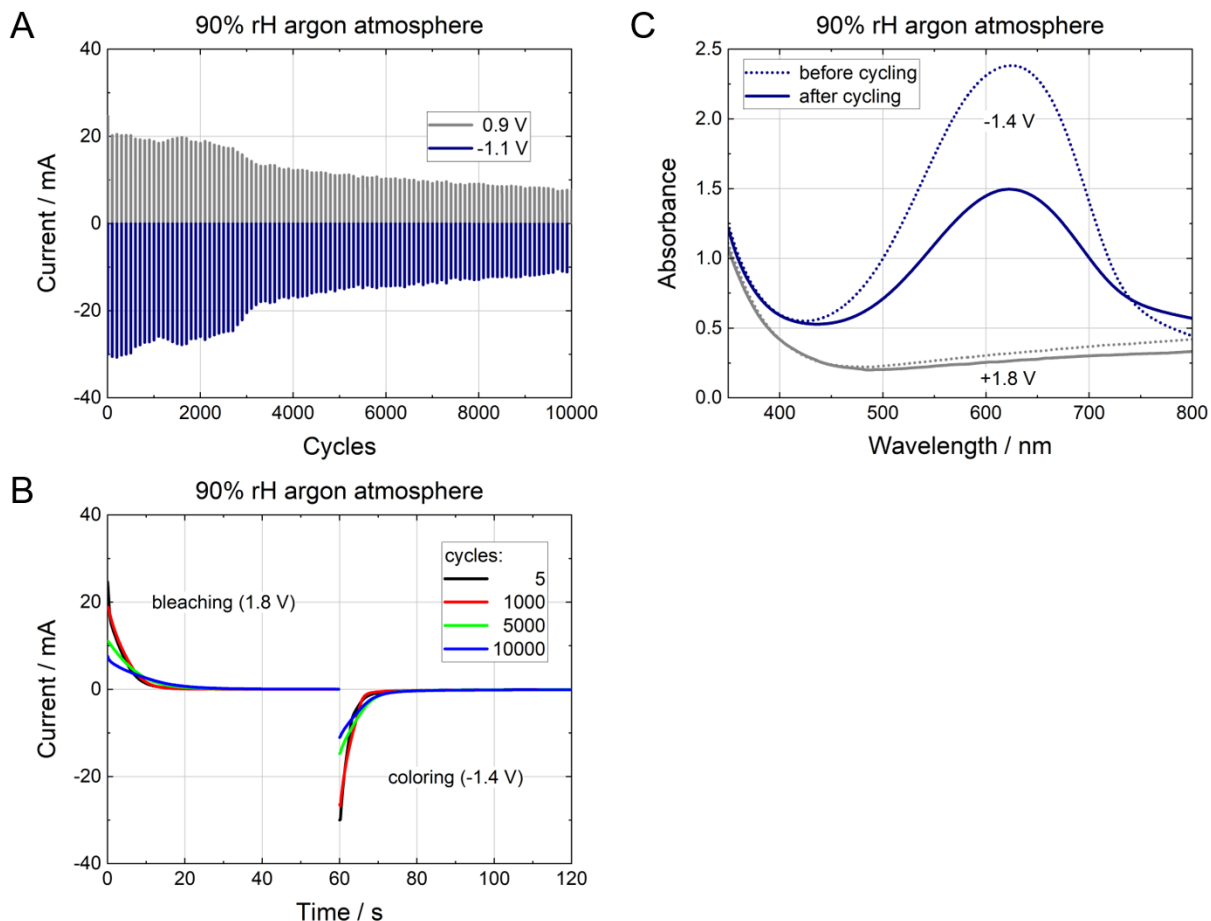 A
90% rH argon atmosphere
40
20
0
-20
-40
Current / mA
0.9 V
-1.1 V
0
2000
4000
6000
8000
10000
Cycles
C
90% rH argon atmosphere
2.5
2.0
1.5
1.0
0.5
0.0
Absorbance
before cycling
after cycling
-1.4 V
+1.8 V
400
500
600
700
800
Wavelength / nm
B
90% rH argon atmosphere
40
20
0
-20
-40
Current / mA
bleaching (1.8 V)
cycles:
5
1000
5000
10000
coloring (-1.4 V)
0
20
40
60
80
100
120
Time / s